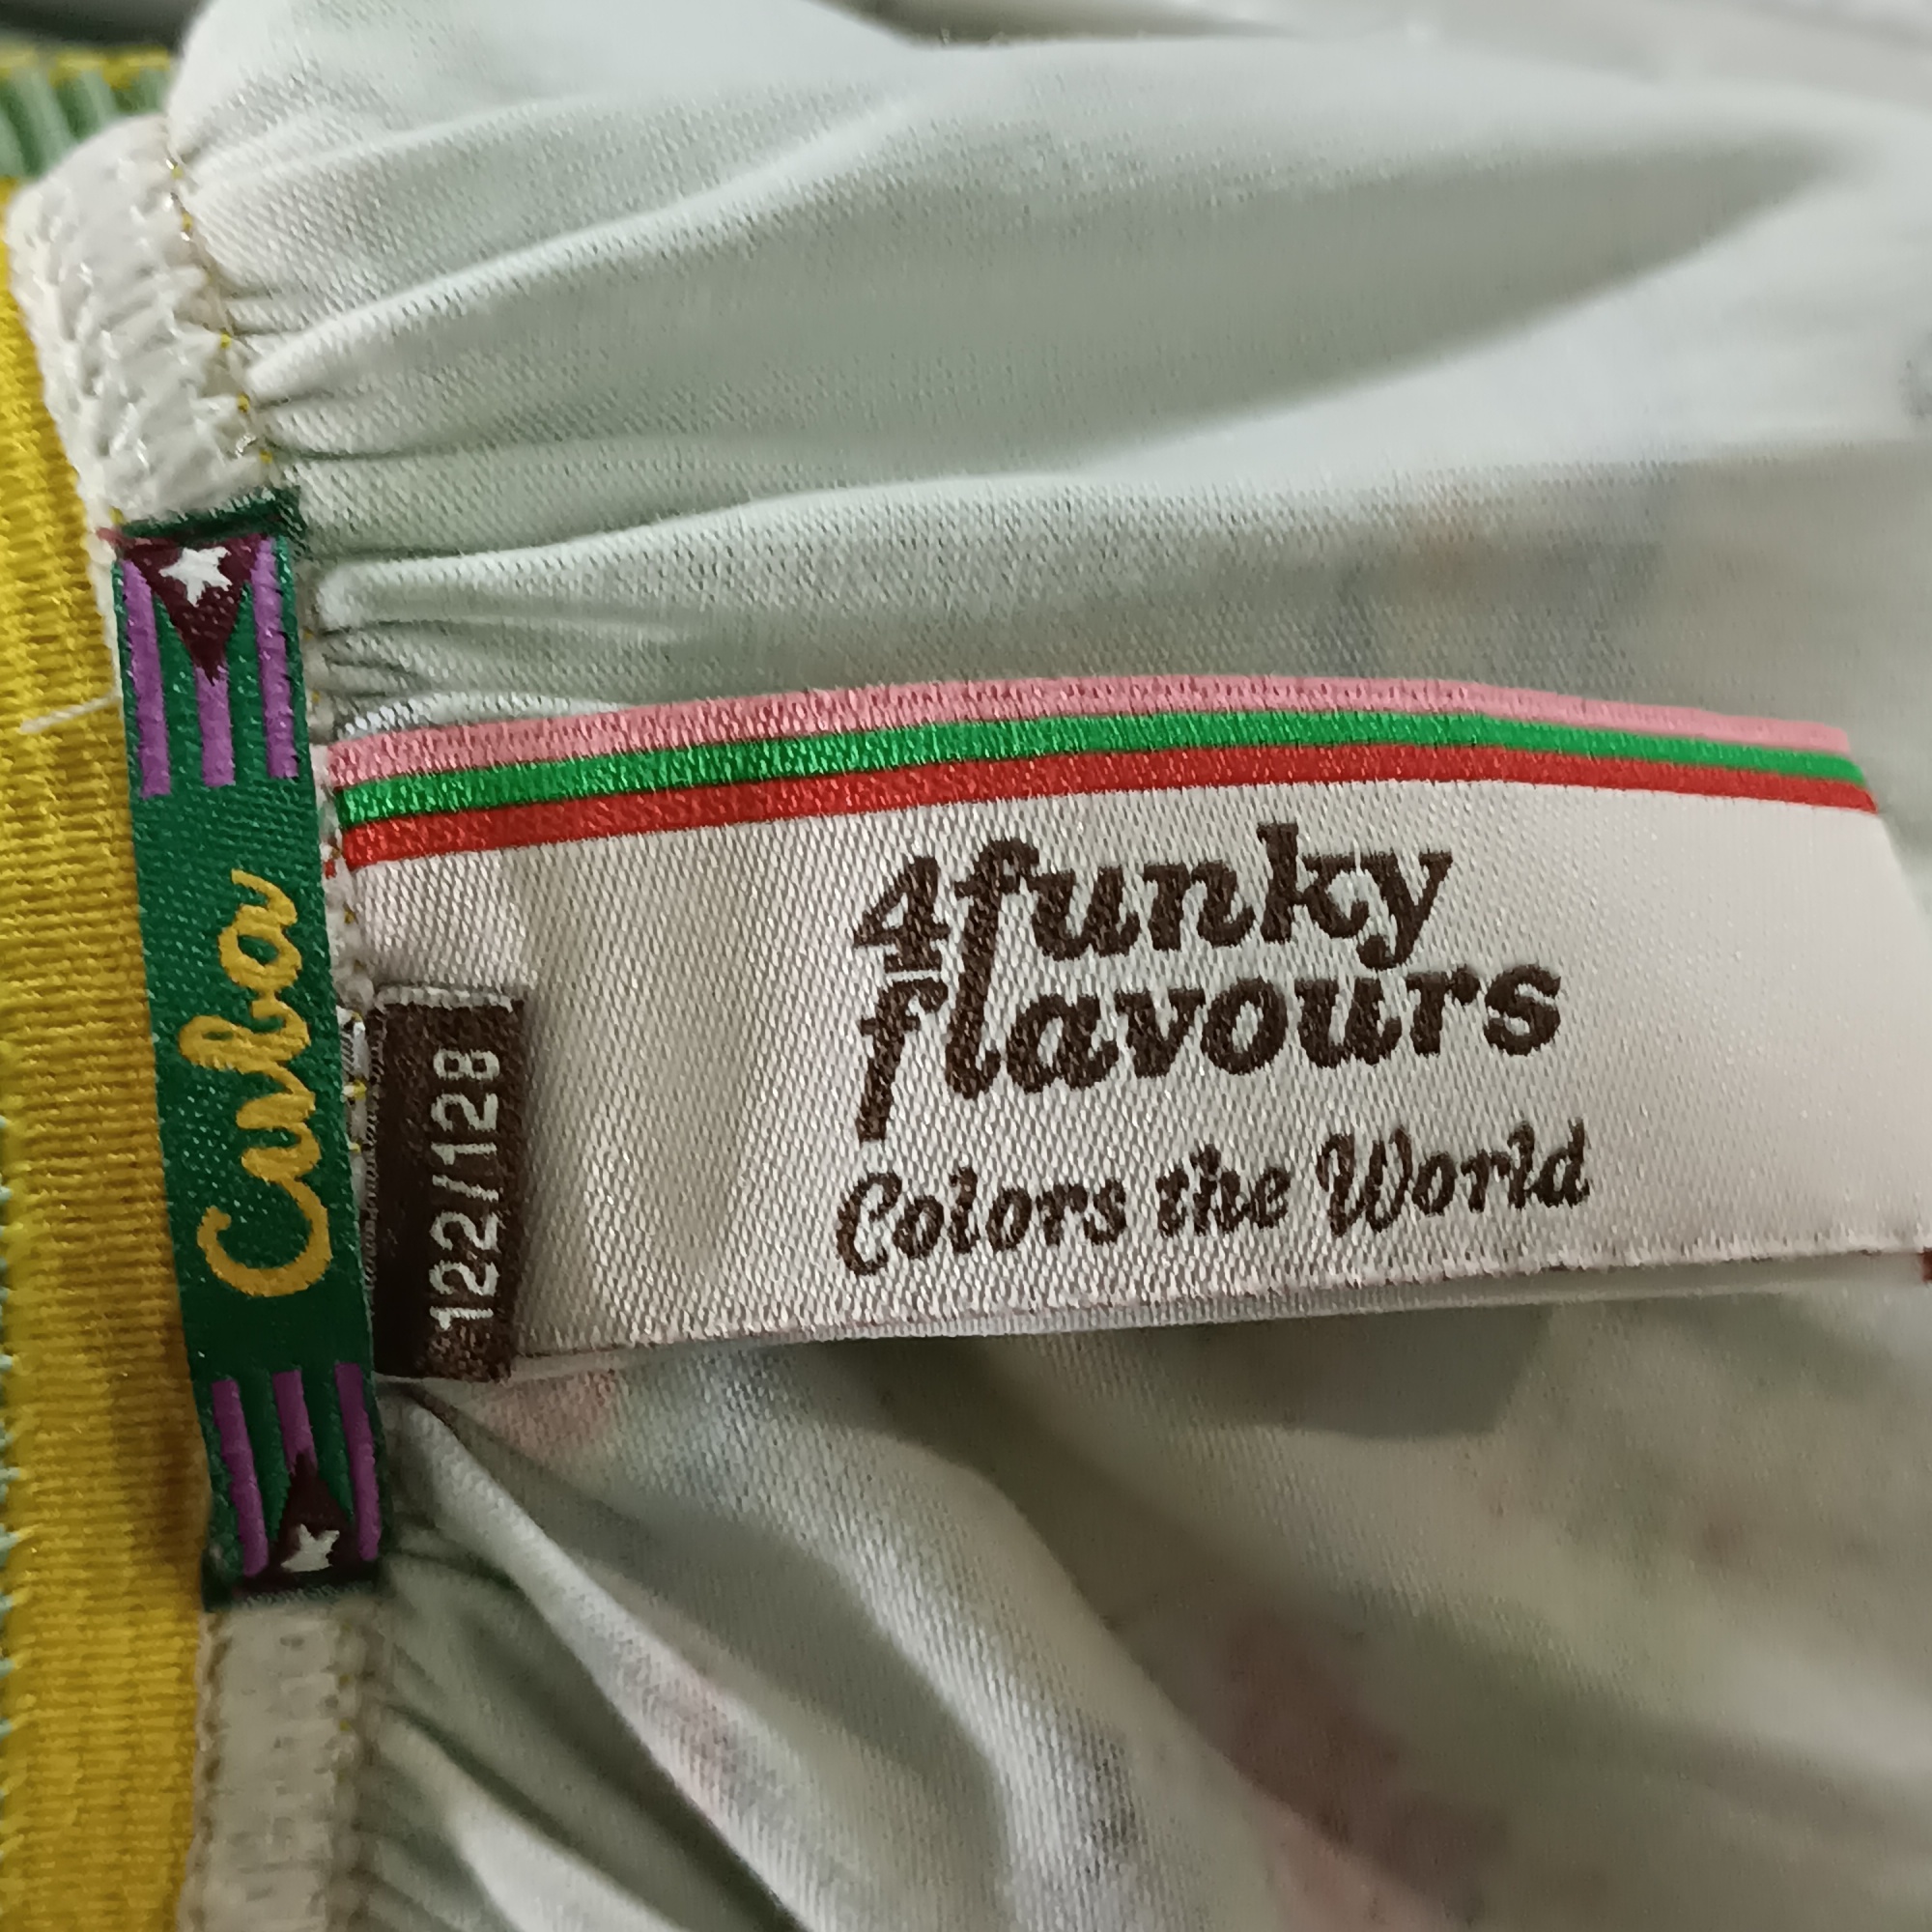 Cuba
122/128
4funky
flavours
Colors the World